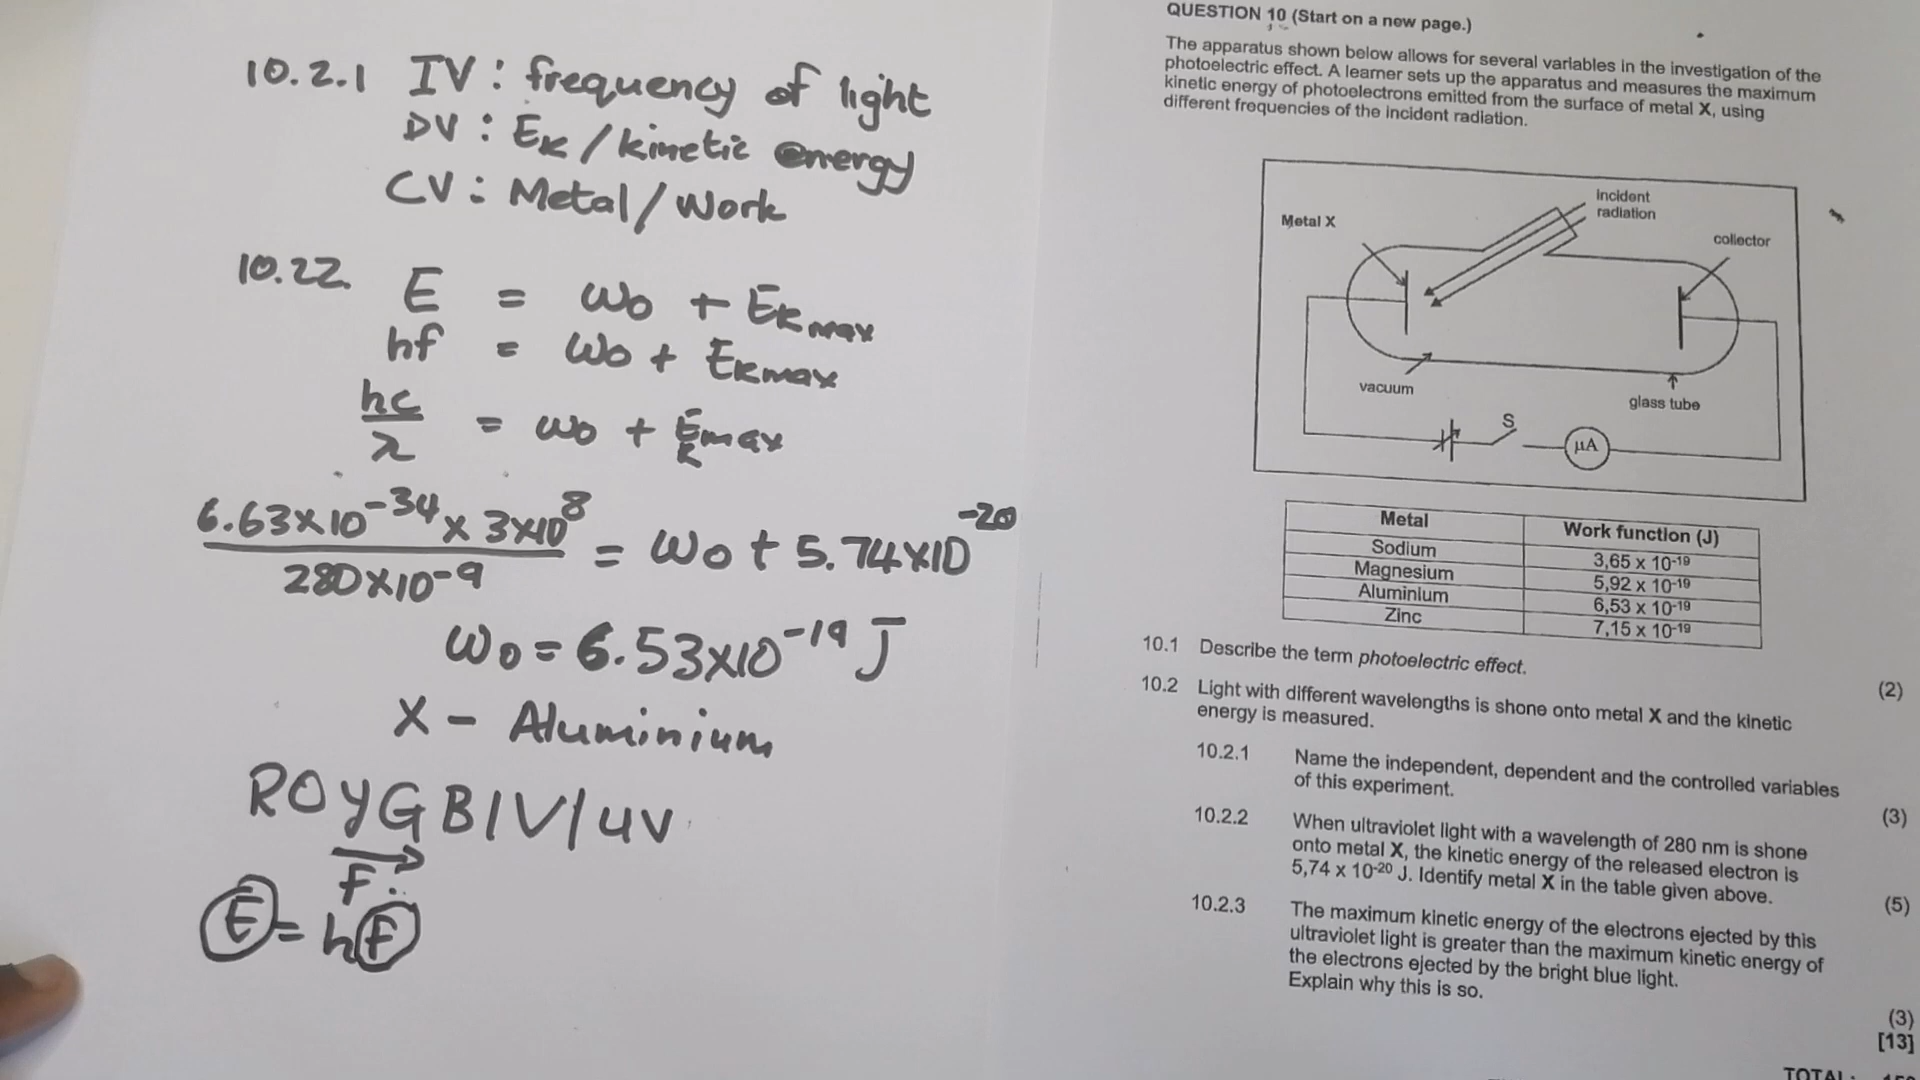 10.2.1 IV: frequency of light
DV: EK/kinetic energy
CV: Metal/Work
10.22. E = Wo + EKmax
hf = Wo + EKmax
hc/λ = Wo + EKmax
6.63x10-34 x 3x10 8 / 280x10-9 = Wo + 5.74x10 -20
Wo = 6.53x10-19 J
X - Aluminium
ROYGBIV/UV
F
E = hF
QUESTION 10 (Start on a new page.)
The apparatus shown below allows for several variables in the investigation of the
photoelectric effect. A learner sets up the apparatus and measures the maximum
kinetic energy of photoelectrons emitted from the surface of metal X, using
different frequencies of the incident radiation.
Metal X
incident
radiation
collector
vacuum
glass tube
S
µA
Metal Work function (J)
Sodium 3,65 x 10-19
Magnesium 5,92 x 10-19
Aluminium 6,53 x 10-19
Zinc 7,15 x 10-19
10.1 Describe the term photoelectric effect. (2)
10.2 Light with different wavelengths is shone onto metal X and the kinetic
energy is measured.
10.2.1 Name the independent, dependent and the controlled variables
of this experiment. (3)
10.2.2 When ultraviolet light with a wavelength of 280 nm is shone
onto metal X, the kinetic energy of the released electron is
5,74 x 10-20 J. Identify metal X in the table given above. (5)
10.2.3 The maximum kinetic energy of the electrons ejected by this
ultraviolet light is greater than the maximum kinetic energy of
the electrons ejected by the bright blue light.
Explain why this is so. (3)
[13]
TOTAL: